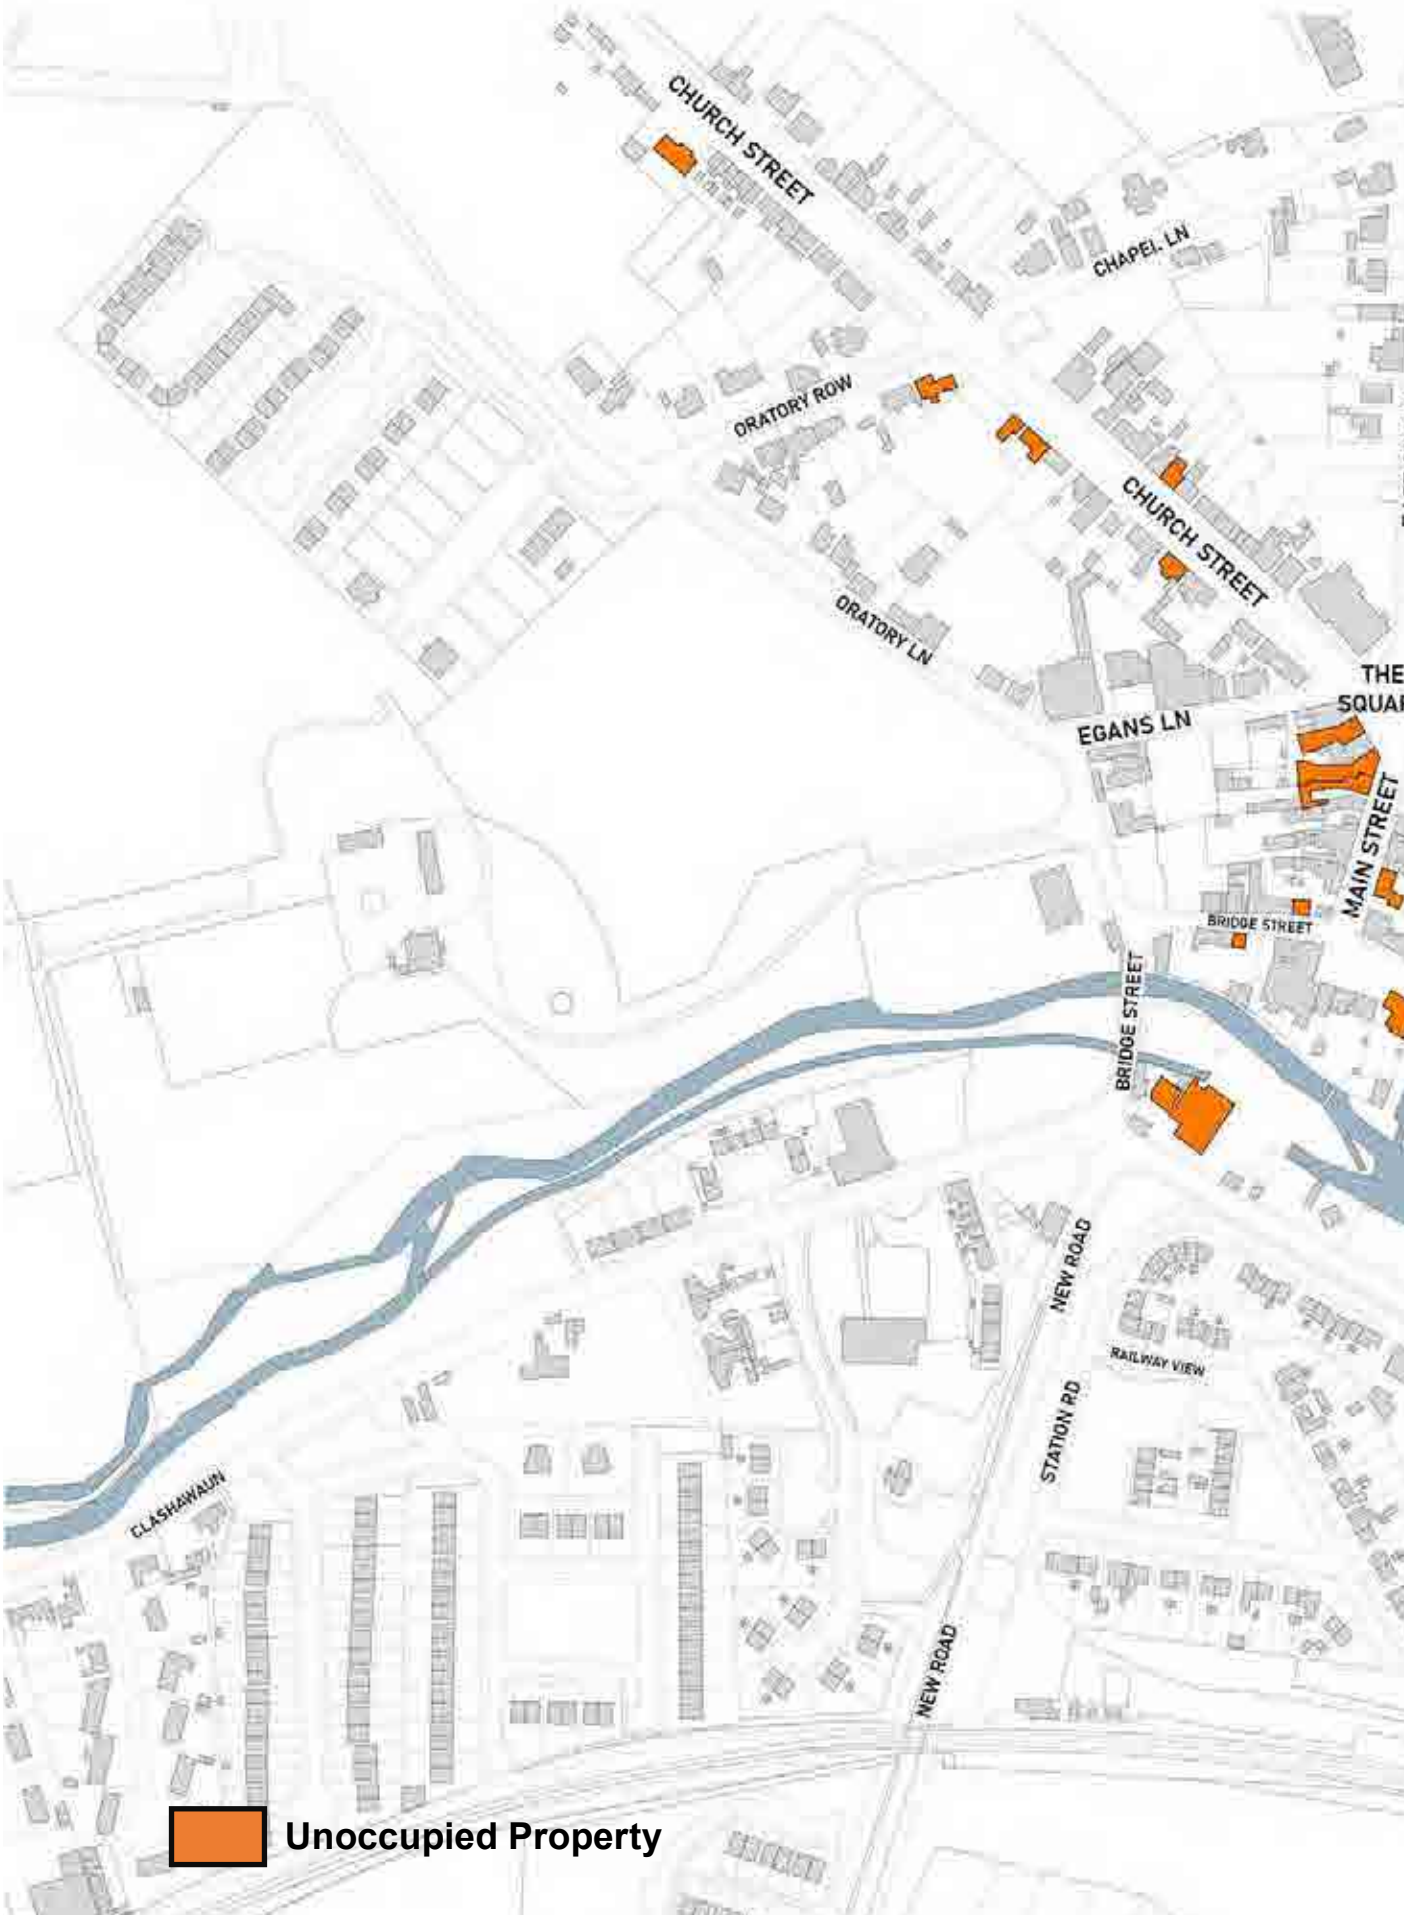 CHURCH STREET
CHAPEL LN
ORATORY ROW
CHURCH STREET
ORATORY LN
THE
SQUAR
EGANS LN
MAIN STREET
BRIDGE STREET
BRIDGE STREET
NEW ROAD
RAILWAY VIEW
STATION RD
CLASHAWAUN
NEW ROAD
Unoccupied Property